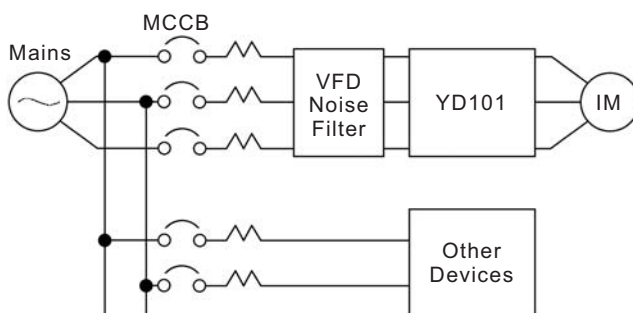 MCCB
Mains
VFD
Noise
Filter
YD101
IM
Other
Devices